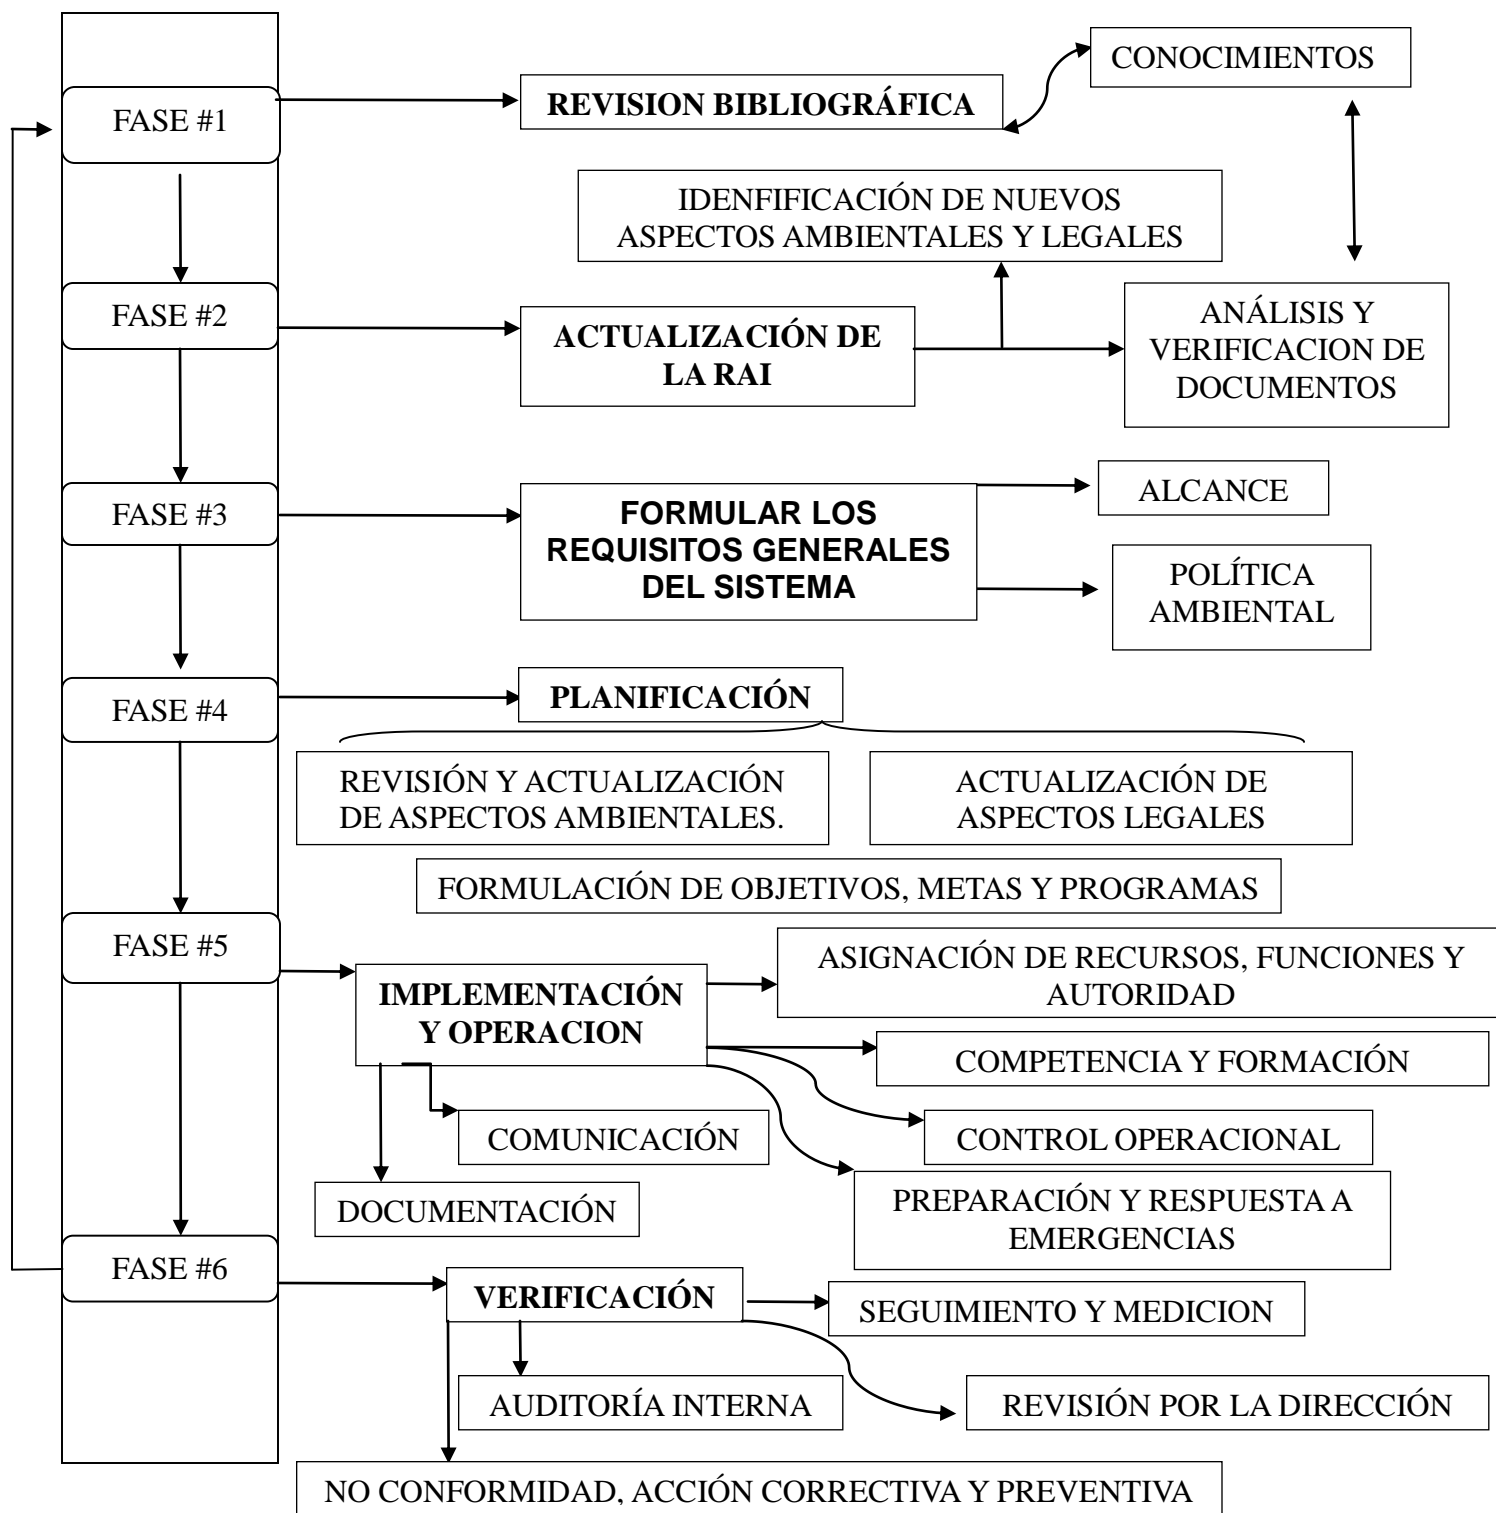 CONOCIMIENTOS
FASE #1
REVISION BIBLIOGRÁFICA
IDENFIFICACIÓN DE NUEVOS
ASPECTOS AMBIENTALES Y LEGALES
FASE #2
ACTUALIZACIÓN DE
LA RAI
ANÁLISIS Y
VERIFICACION DE
DOCUMENTOS
FASE #3
FORMULAR LOS
REQUISITOS GENERALES
DEL SISTEMA
ALCANCE
POLÍTICA
AMBIENTAL
FASE #4
PLANIFICACIÓN
REVISIÓN Y ACTUALIZACIÓN
DE ASPECTOS AMBIENTALES.
ACTUALIZACIÓN DE
ASPECTOS LEGALES
FORMULACIÓN DE OBJETIVOS, METAS Y PROGRAMAS
FASE #5
IMPLEMENTACIÓN
Y OPERACION
ASIGNACIÓN DE RECURSOS, FUNCIONES Y
AUTORIDAD
COMPETENCIA Y FORMACIÓN
COMUNICACIÓN
CONTROL OPERACIONAL
DOCUMENTACIÓN
PREPARACIÓN Y RESPUESTA A
EMERGENCIAS
FASE #6
VERIFICACIÓN
SEGUIMIENTO Y MEDICION
AUDITORÍA INTERNA
REVISIÓN POR LA DIRECCIÓN
NO CONFORMIDAD, ACCIÓN CORRECTIVA Y PREVENTIVA